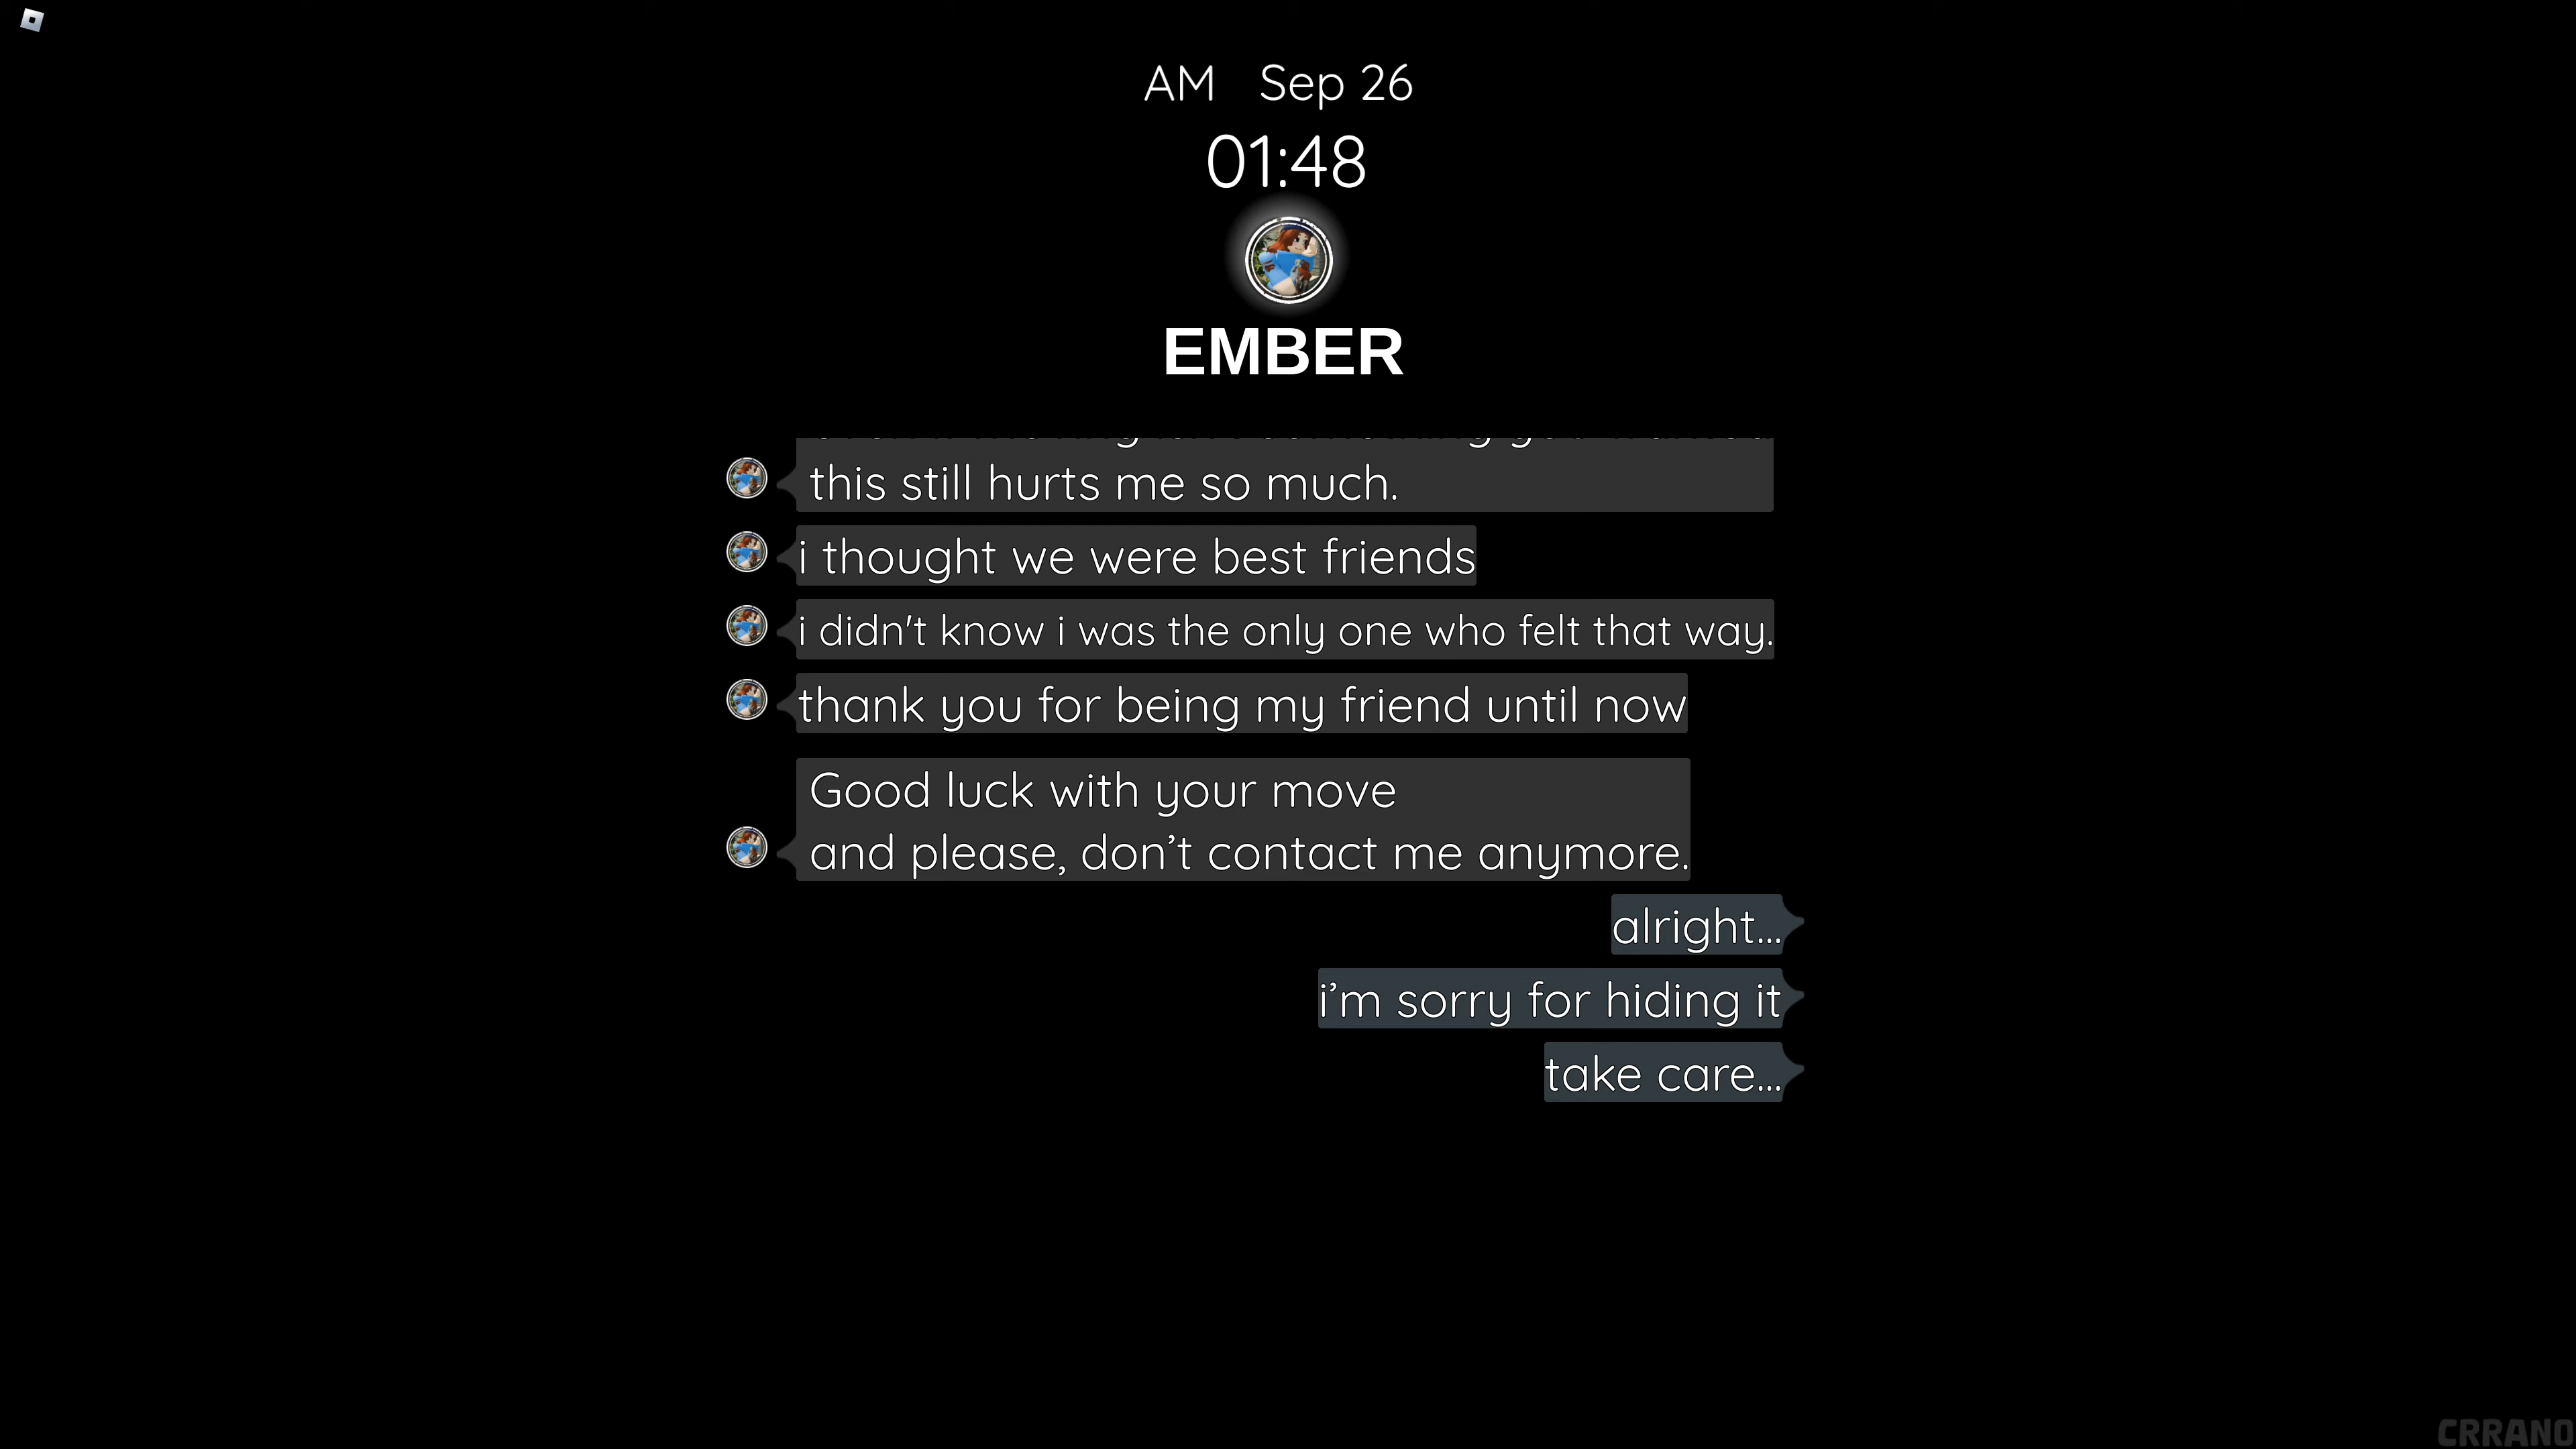 AM Sep 26
01:48
EMBER
this still hurts me so much.
i thought we were best friends
i didn't know i was the only one who felt that way.
thank you for being my friend until now
Good luck with your move
and please, don’t contact me anymore.
alright...
i’m sorry for hiding it
take care...
CRRANO